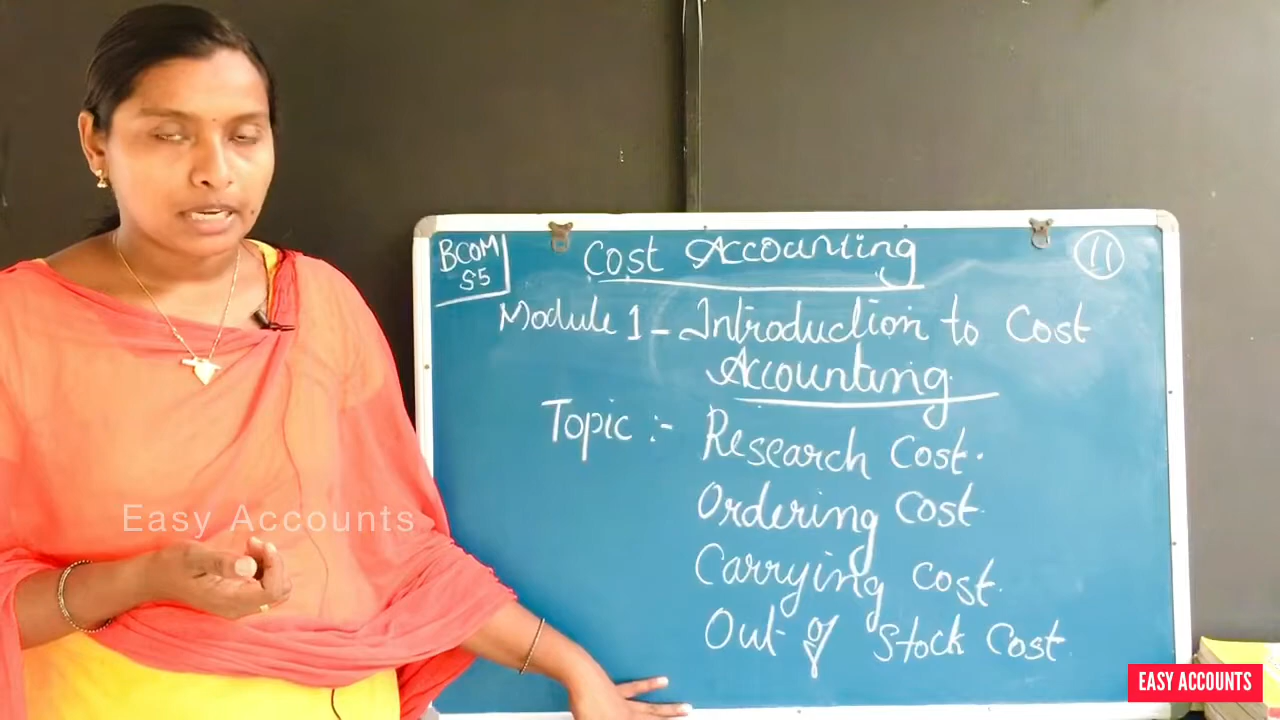 BCOM
S5
Cost Accounting
11
Module 1 - Introduction to Cost
Accounting.
Topic :- Research Cost.
Ordering Cost.
Carrying Cost.
Out of Stock Cost
Easy Accounts
EASY ACCOUNTS